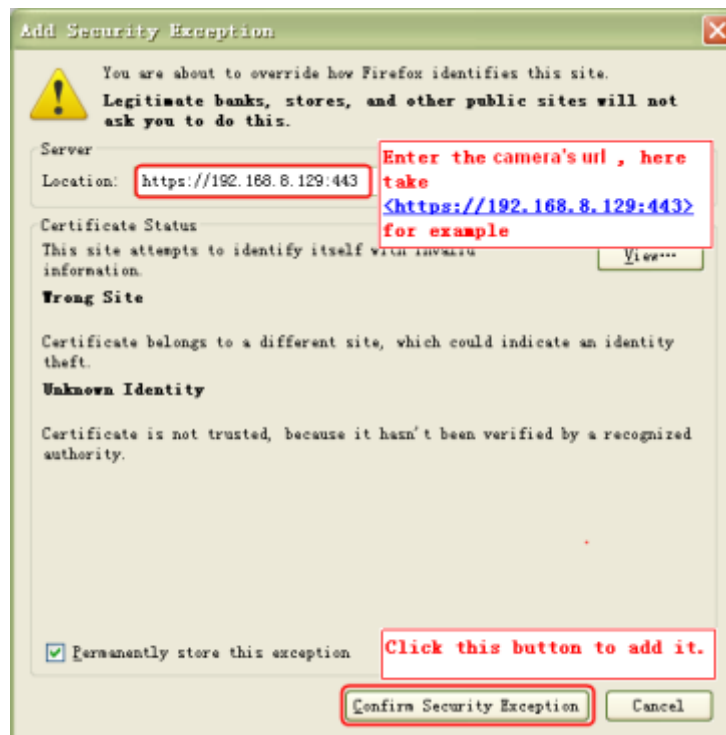 Add Security Exception
You are about to override how Firefox identifies this site.
Legitimate banks, stores, and other public sites will not
ask you to do this.
Server
Location: https://192.168.8.129:443
Enter the camera's url , here
take
<https://192.168.8.129:443>
for example
Certificate Status
This site attempts to identify itself with invalid
information.
View...
Wrong Site
Certificate belongs to a different site, which could indicate an identity
theft.
Unknown Identity
Certificate is not trusted, because it hasn't been verified by a recognized
authority.
Permanently store this exception
Click this button to add it.
Confirm Security Exception
Cancel